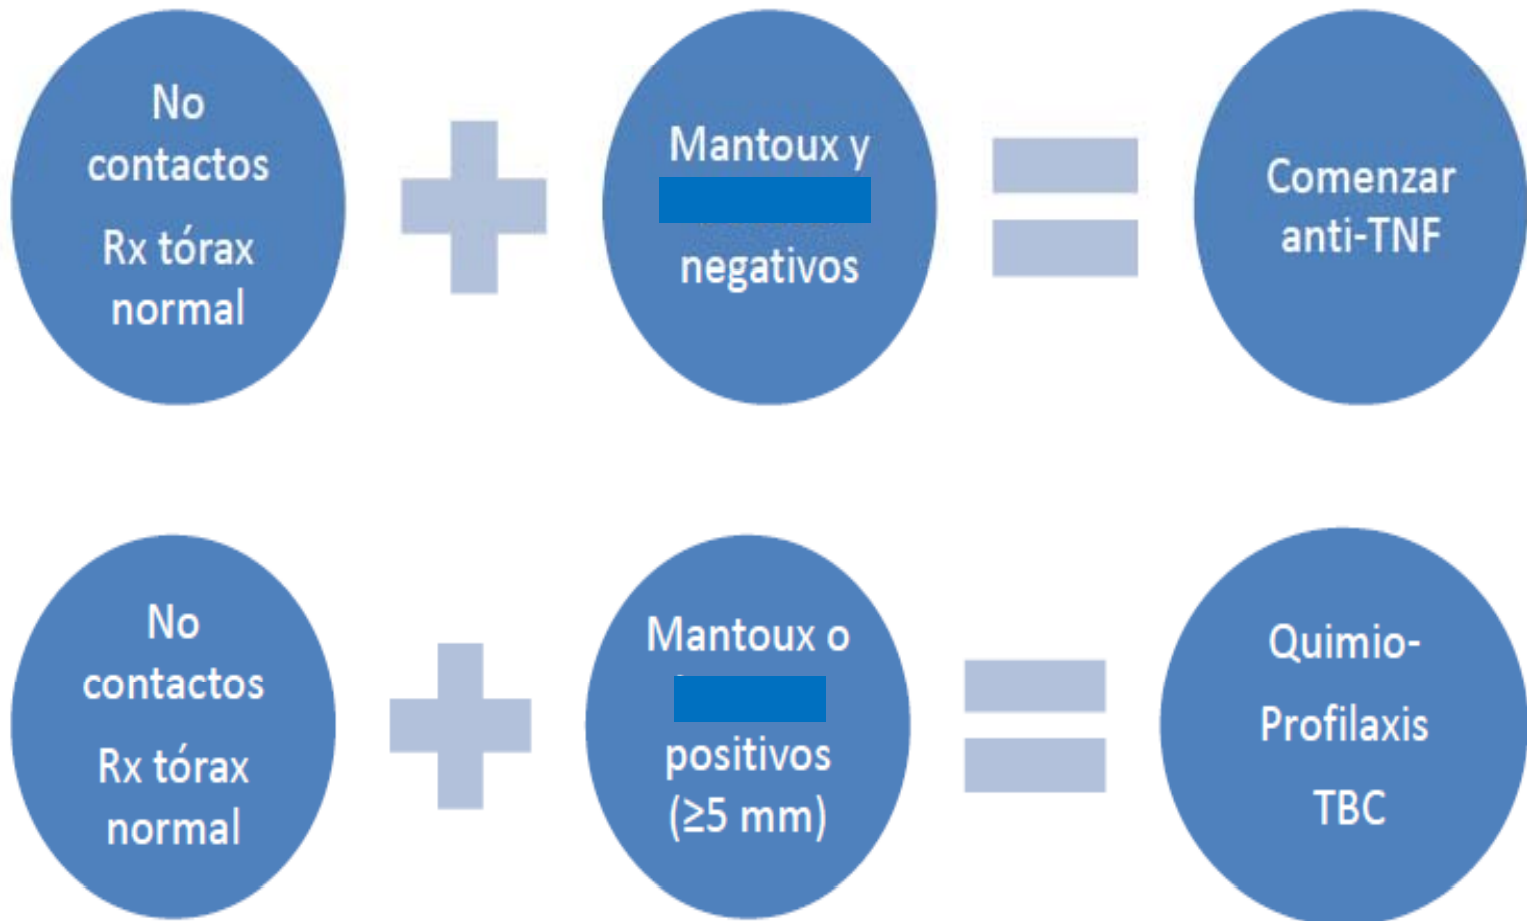 No
contactos
Rx tórax
normal
Mantoux y
negativos
Comenzar
anti-TNF
No
contactos
Rx tórax
normal
Mantoux o
positivos
(≥5 mm)
Quimio-
Profilaxis
TBC